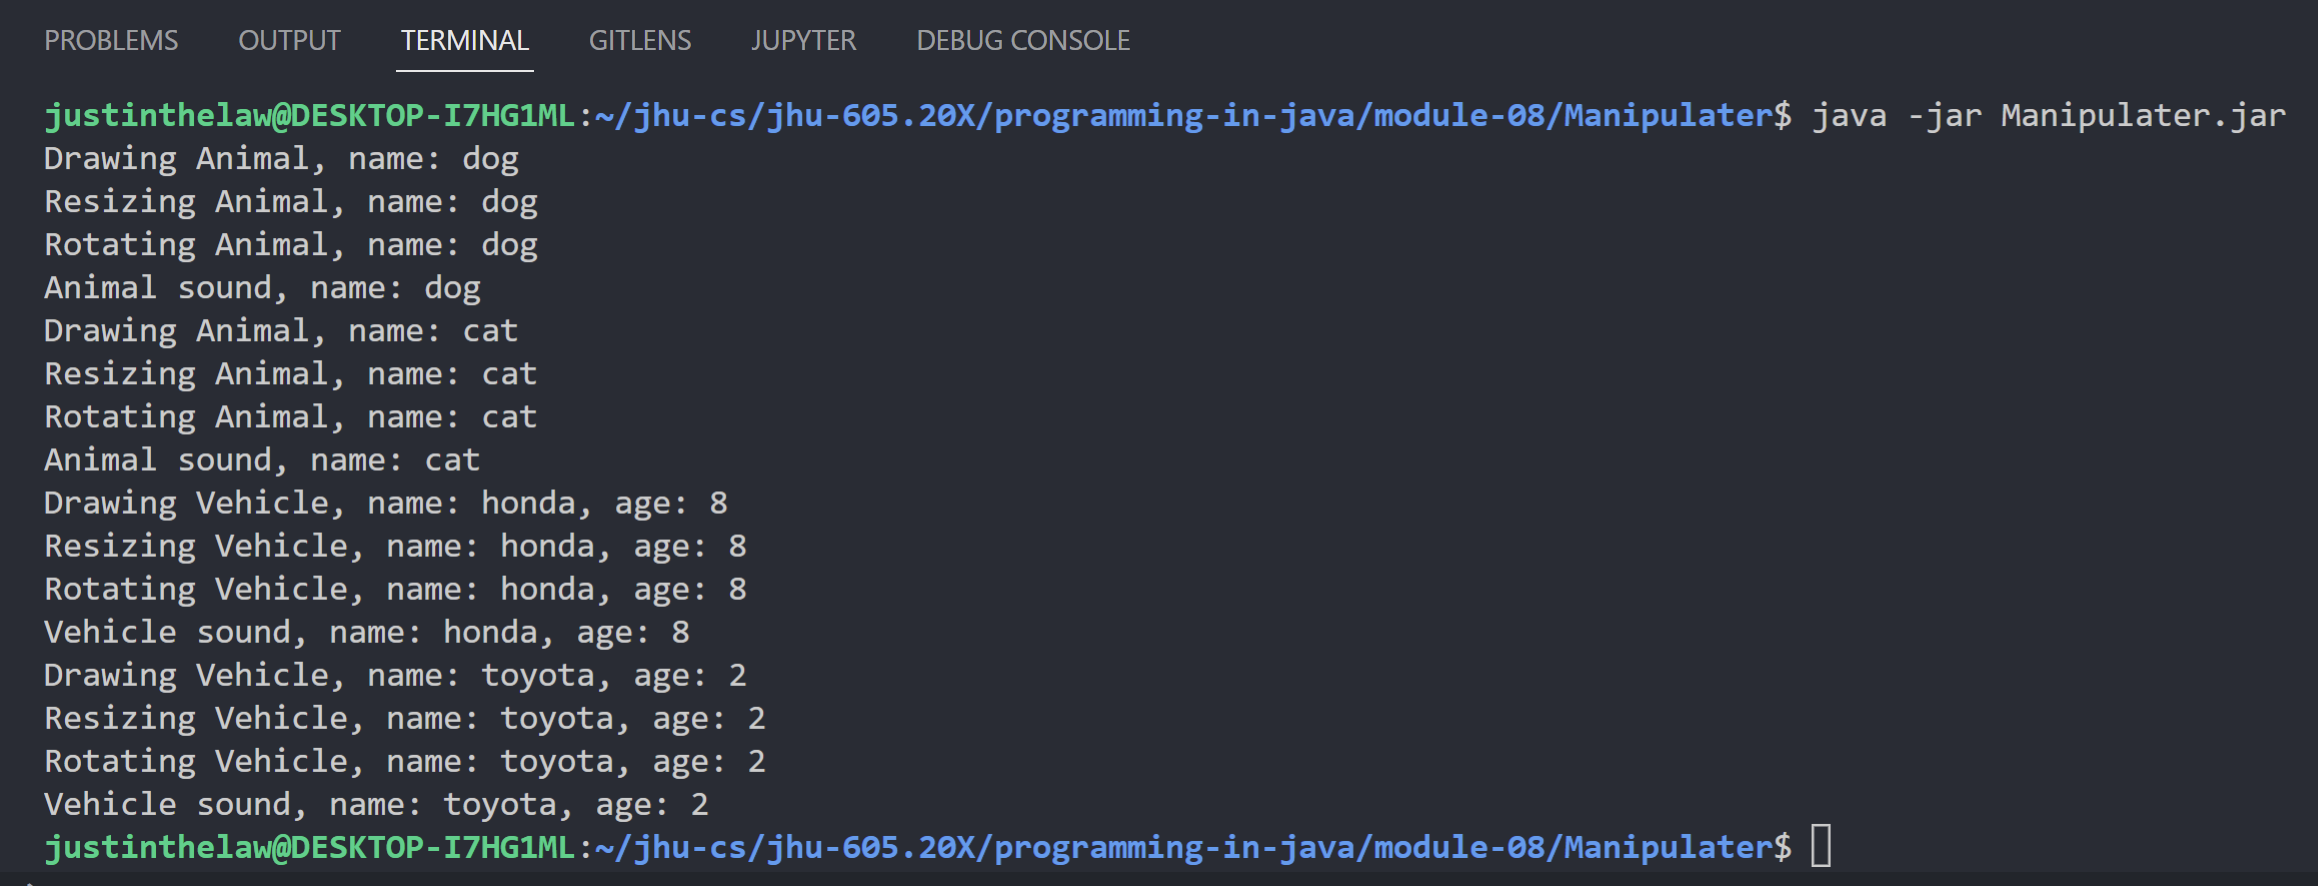 PROBLEMS OUTPUT TERMINAL GITLENS JUPYTER DEBUG CONSOLE
justinthelaw@DESKTOP-I7HG1ML:~/jhu-cs/jhu-605.20X/programming-in-java/module-08/Manipulater$ java -jar Manipulater.jar
Drawing Animal, name: dog
Resizing Animal, name: dog
Rotating Animal, name: dog
Animal sound, name: dog
Drawing Animal, name: cat
Resizing Animal, name: cat
Rotating Animal, name: cat
Animal sound, name: cat
Drawing Vehicle, name: honda, age: 8
Resizing Vehicle, name: honda, age: 8
Rotating Vehicle, name: honda, age: 8
Vehicle sound, name: honda, age: 8
Drawing Vehicle, name: toyota, age: 2
Resizing Vehicle, name: toyota, age: 2
Rotating Vehicle, name: toyota, age: 2
Vehicle sound, name: toyota, age: 2
justinthelaw@DESKTOP-I7HG1ML:~/jhu-cs/jhu-605.20X/programming-in-java/module-08/Manipulater$